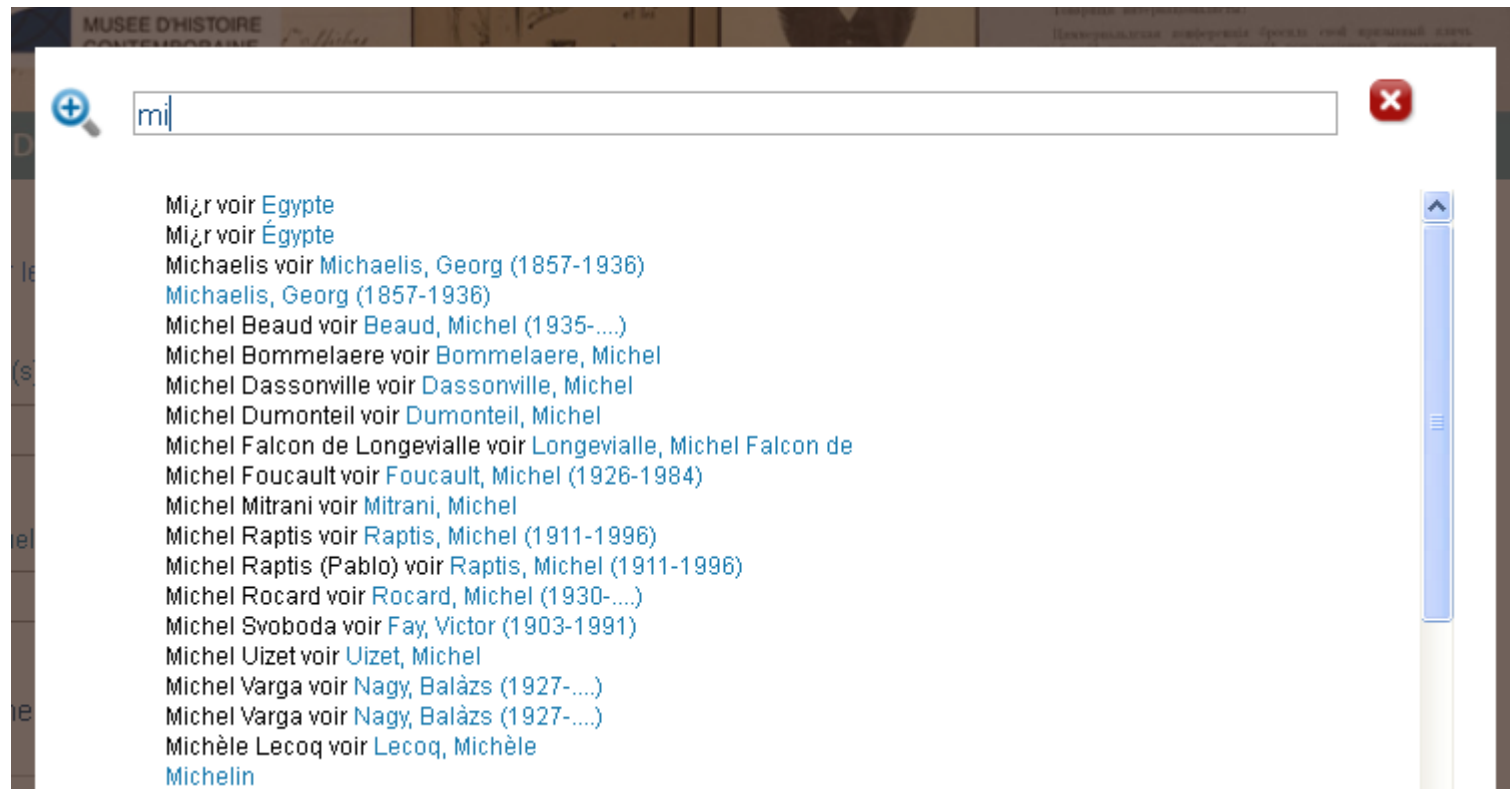 MUSEE D'HISTOIRE
CONTEMPORAINE
mi
Mi¿r voir Egypte
Mi¿r voir Égypte
Michaelis voir Michaelis, Georg (1857-1936)
Michaelis, Georg (1857-1936)
Michel Beaud voir Beaud, Michel (1935-....)
Michel Bommelaere voir Bommelaere, Michel
Michel Dassonville voir Dassonville, Michel
Michel Dumonteil voir Dumonteil, Michel
Michel Falcon de Longevialle voir Longevialle, Michel Falcon de
Michel Foucault voir Foucault, Michel (1926-1984)
Michel Mitrani voir Mitrani, Michel
Michel Raptis voir Raptis, Michel (1911-1996)
Michel Raptis (Pablo) voir Raptis, Michel (1911-1996)
Michel Rocard voir Rocard, Michel (1930-....)
Michel Svoboda voir Fay, Victor (1903-1991)
Michel Uizet voir Uizet, Michel
Michel Varga voir Nagy, Balàzs (1927-....)
Michel Varga voir Nagy, Balàzs (1927-....)
Michèle Lecoq voir Lecoq, Michèle
Michelin